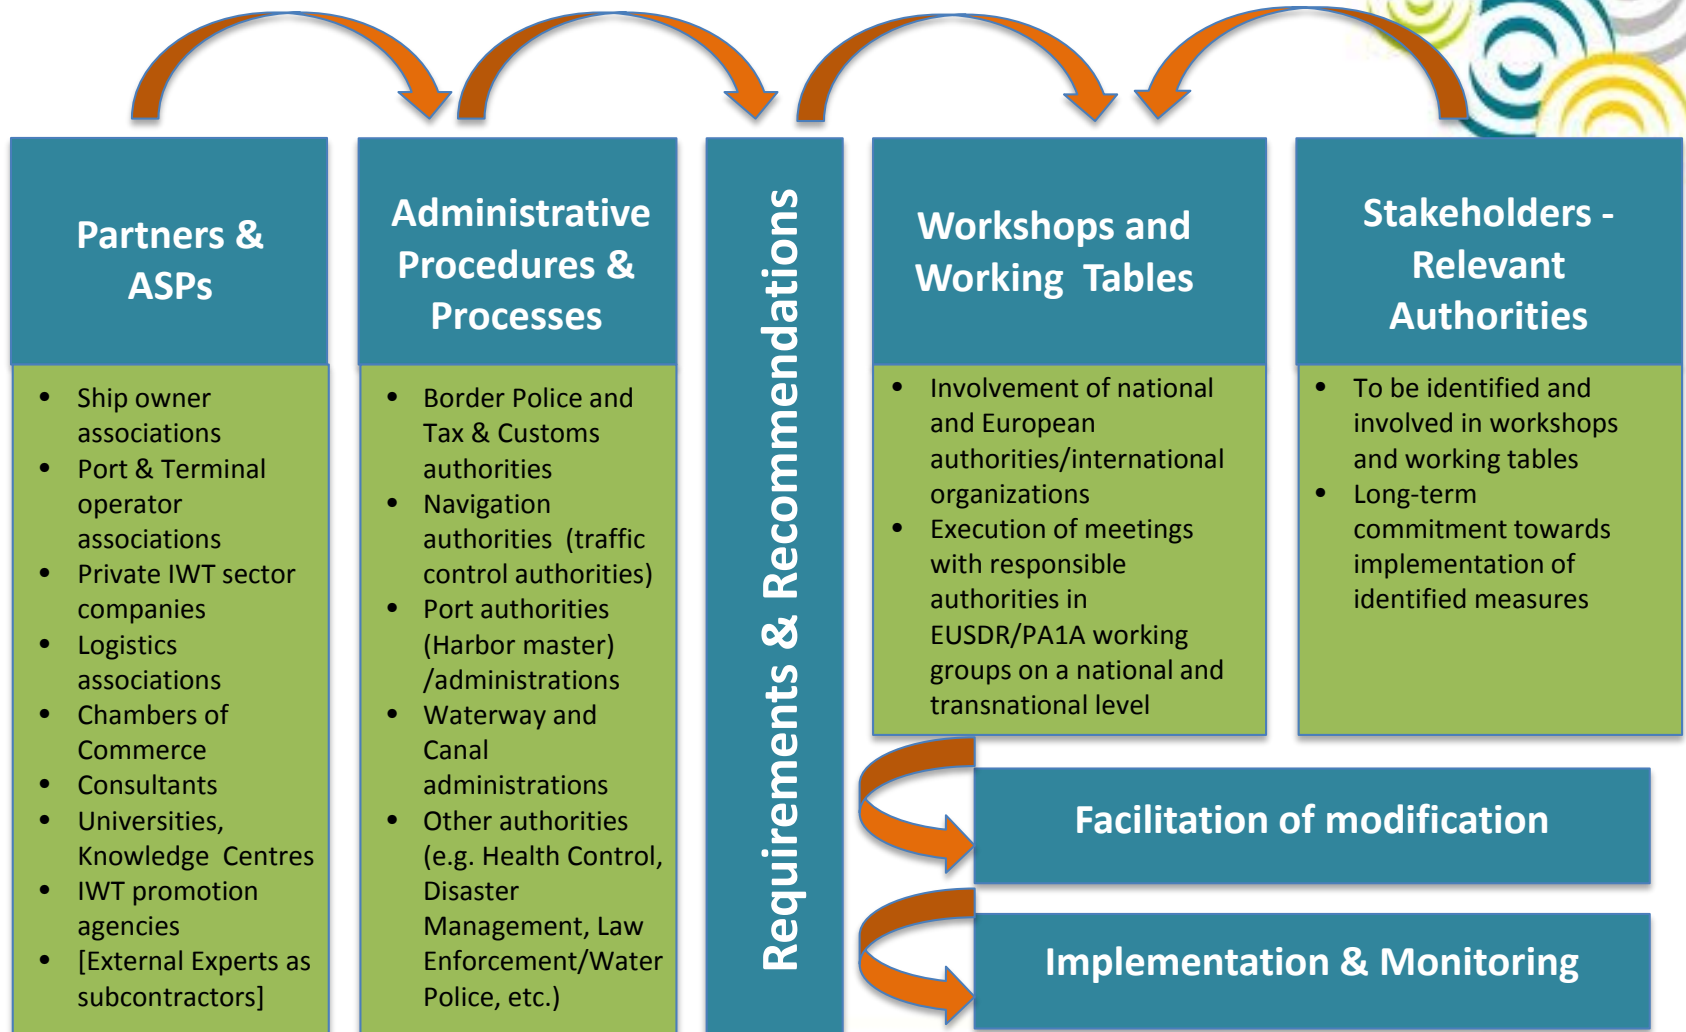 Partners &
ASPs
• Ship owner
associations
• Port & Terminal
operator
associations
• Private IWT sector
companies
• Logistics
associations
• Chambers of
Commerce
• Consultants
• Universities,
Knowledge Centres
• IWT promotion
agencies
• [External Experts as
subcontractors]
Administrative
Procedures &
Processes
• Border Police and
Tax & Customs
authorities
• Navigation
authorities (traffic
control authorities)
• Port authorities
(Harbor master)
/administrations
• Waterway and
Canal
administrations
• Other authorities
(e.g. Health Control,
Disaster
Management, Law
Enforcement/Water
Police, etc.)
Requirements & Recommendations
Workshops and
Working Tables
• Involvement of national
and European
authorities/international
organizations
• Execution of meetings
with responsible
authorities in
EUSDR/PA1A working
groups on a national and
transnational level
Stakeholders -
Relevant
Authorities
• To be identified and
involved in workshops
and working tables
• Long-term
commitment towards
implementation of
identified measures
Facilitation of modification
Implementation & Monitoring